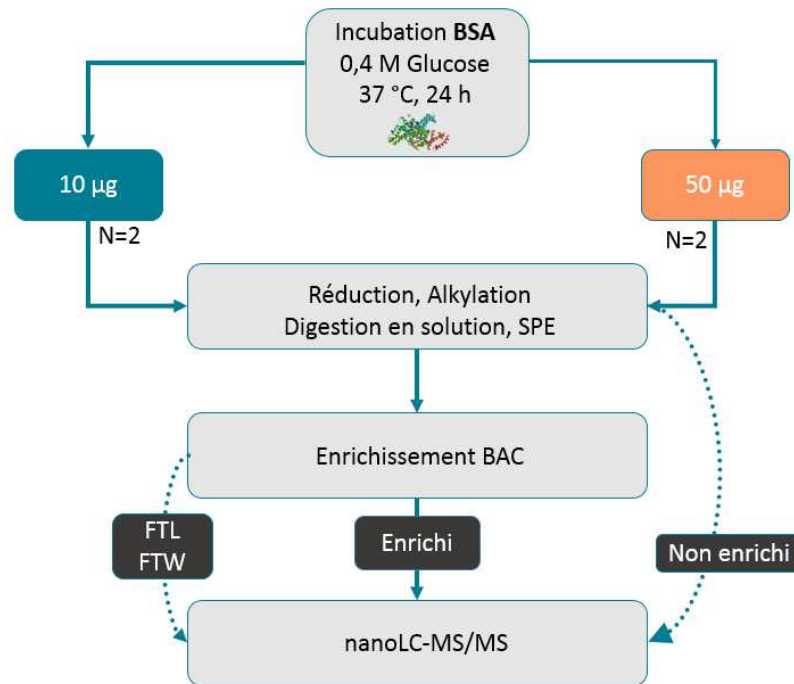 Incubation BSA
0,4 M Glucose
37 °C, 24 h
10 µg
50 µg
N=2
N=2
Réduction, Alkylation
Digestion en solution, SPE
Enrichissement BAC
FTL
FTW
Enrichi
Non enrichi
nanoLC-MS/MS